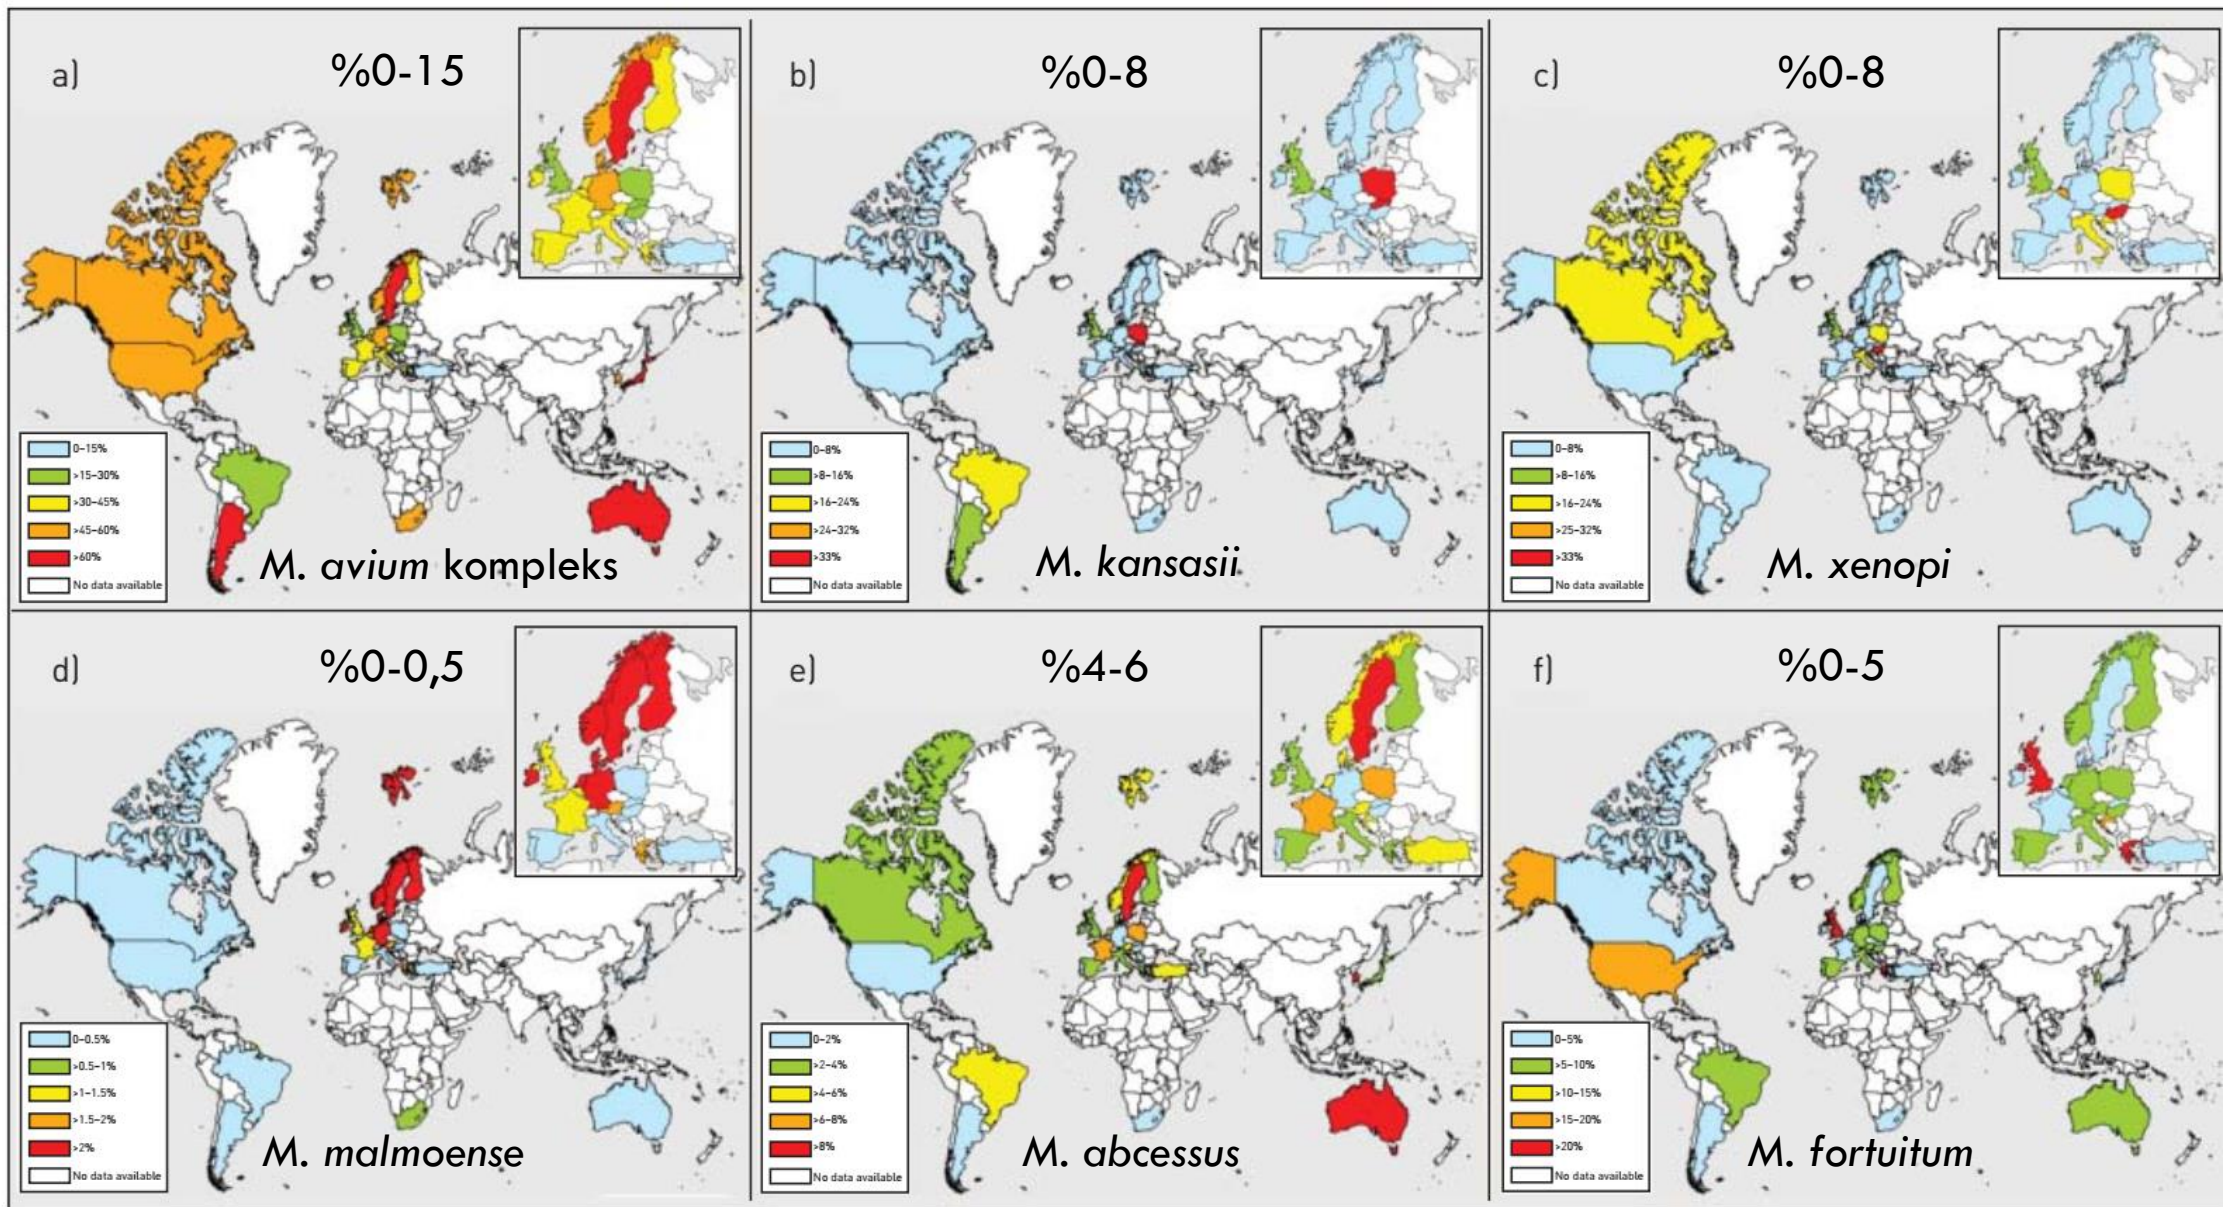 a)
%0-15
0-15%
>15-30%
>30-45%
>45-60%
>60%
No data available
M. avium kompleks
b)
%0-8
0-8%
>8-16%
>16-24%
>24-32%
>33%
No data available
M. kansasii
c)
%0-8
0-8%
>8-16%
>16-24%
>25-32%
>33%
No data available
M. xenopi
d)
%0-0,5
0-0.5%
>0.5-1%
>1-1.5%
>1.5-2%
>2%
No data available
M. malmoense
e)
%4-6
0-2%
>2-4%
>4-6%
>6-8%
>8%
No data available
M. abcessus
f)
%0-5
0-5%
>5-10%
>10-15%
>15-20%
>20%
No data available
M. fortuitum